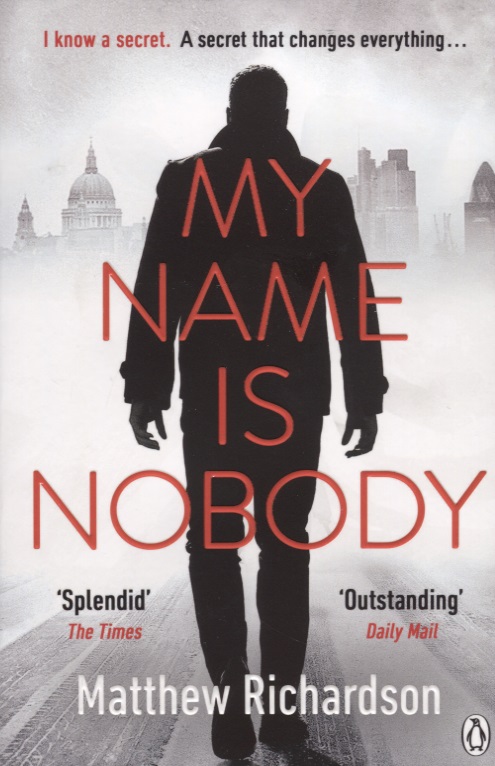 I know a secret. A secret that changes everything...
MY
NAME
IS
NOBODY
‘Splendid’ ‘Outstanding’
The Times Daily Mail
Matthew Richardson